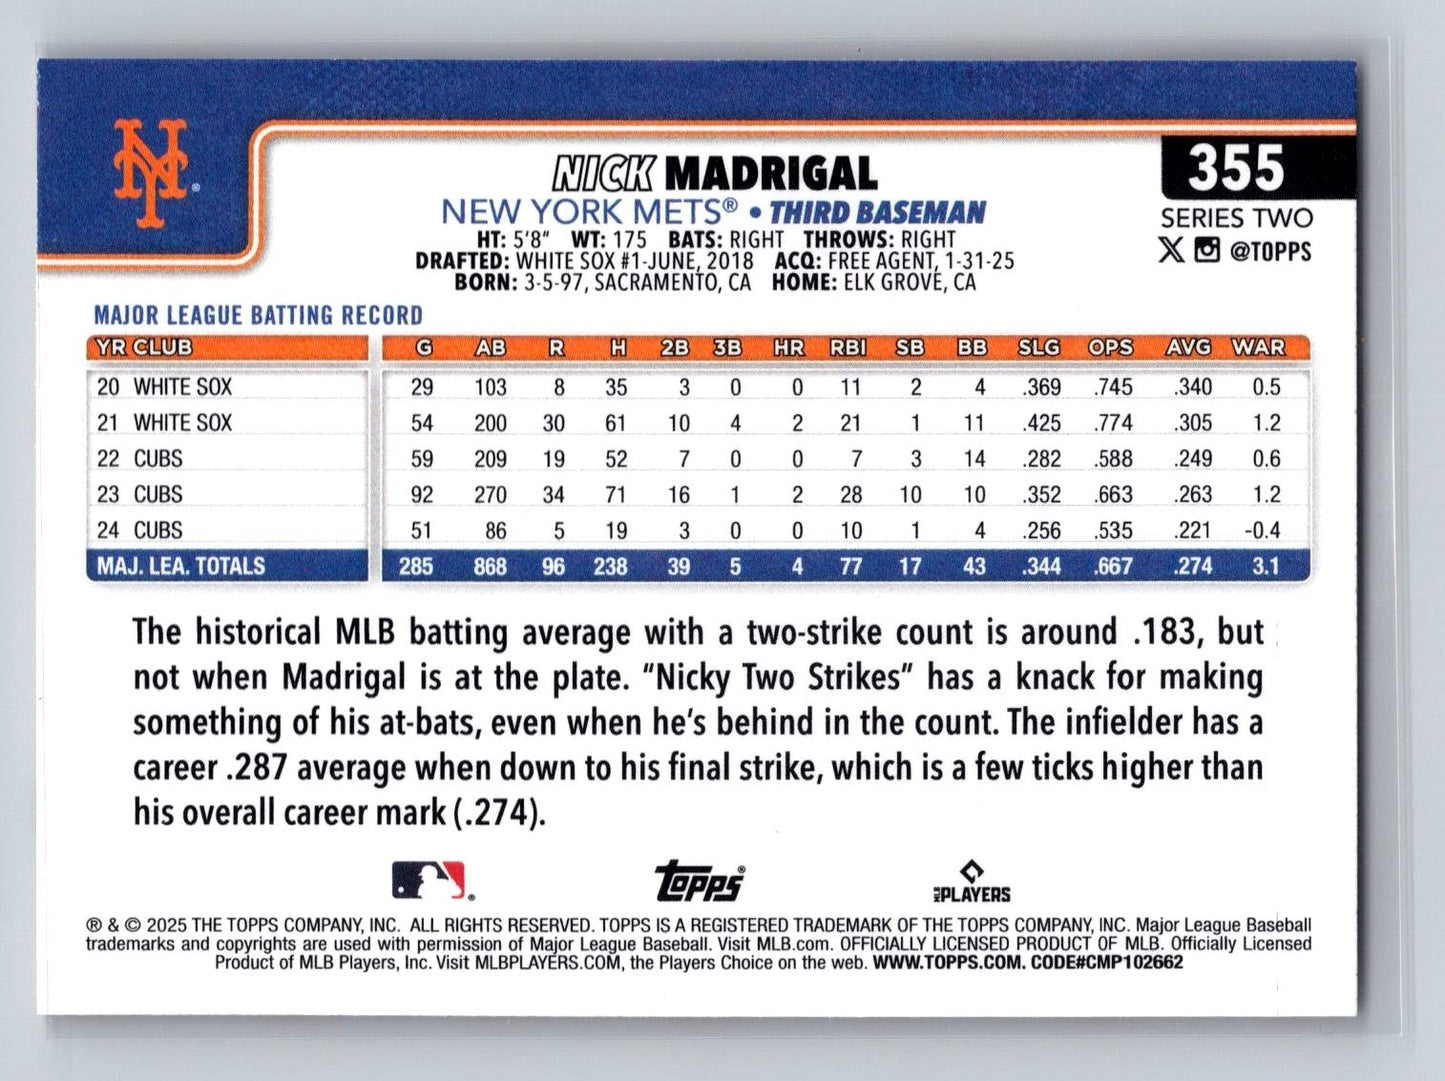 NY
355
NICK MADRIGAL
NEW YORK METS® • THIRD BASEMAN
SERIES TWO
HT: 5'8" WT: 175 BATS: RIGHT THROWS: RIGHT
@TOPPS
DRAFTED: WHITE SOX #1-JUNE, 2018 ACQ: FREE AGENT, 1-31-25
BORN: 3-5-97, SACRAMENTO, CA HOME: ELK GROVE, CA
MAJOR LEAGUE BATTING RECORD
YR CLUB G AB R H 2B 3B HR RBI SB BB SLG OPS AVG WAR
20 WHITE SOX 29 103 8 35 3 0 0 11 2 4 .369 .745 .340 0.5
21 WHITE SOX 54 200 30 61 10 4 2 21 1 11 .425 .774 .305 1.2
22 CUBS 59 209 19 52 7 0 0 7 3 14 .282 .588 .249 0.6
23 CUBS 92 270 34 71 16 1 2 28 10 10 .352 .663 .263 1.2
24 CUBS 51 86 5 19 3 0 0 10 1 4 .256 .535 .221 -0.4
MAJ. LEA. TOTALS 285 868 96 238 39 5 4 77 17 43 .344 .667 .274 3.1
The historical MLB batting average with a two-strike count is around .183, but
not when Madrigal is at the plate. "Nicky Two Strikes" has a knack for making
something of his at-bats, even when he's behind in the count. The infielder has a
career .287 average when down to his final strike, which is a few ticks higher than
his overall career mark (.274).
Topps®
MLB PLAYERS
® & © 2025 THE TOPPS COMPANY, INC. ALL RIGHTS RESERVED. TOPPS IS A REGISTERED TRADEMARK OF THE TOPPS COMPANY, INC. Major League Baseball
trademarks and copyrights are used with permission of Major League Baseball. Visit MLB.com. OFFICIALLY LICENSED PRODUCT OF MLB. Officially Licensed
Product of MLB Players, Inc. Visit MLBPLAYERS.COM, the Players Choice on the web. WWW.TOPPS.COM. CODE#CMP102662